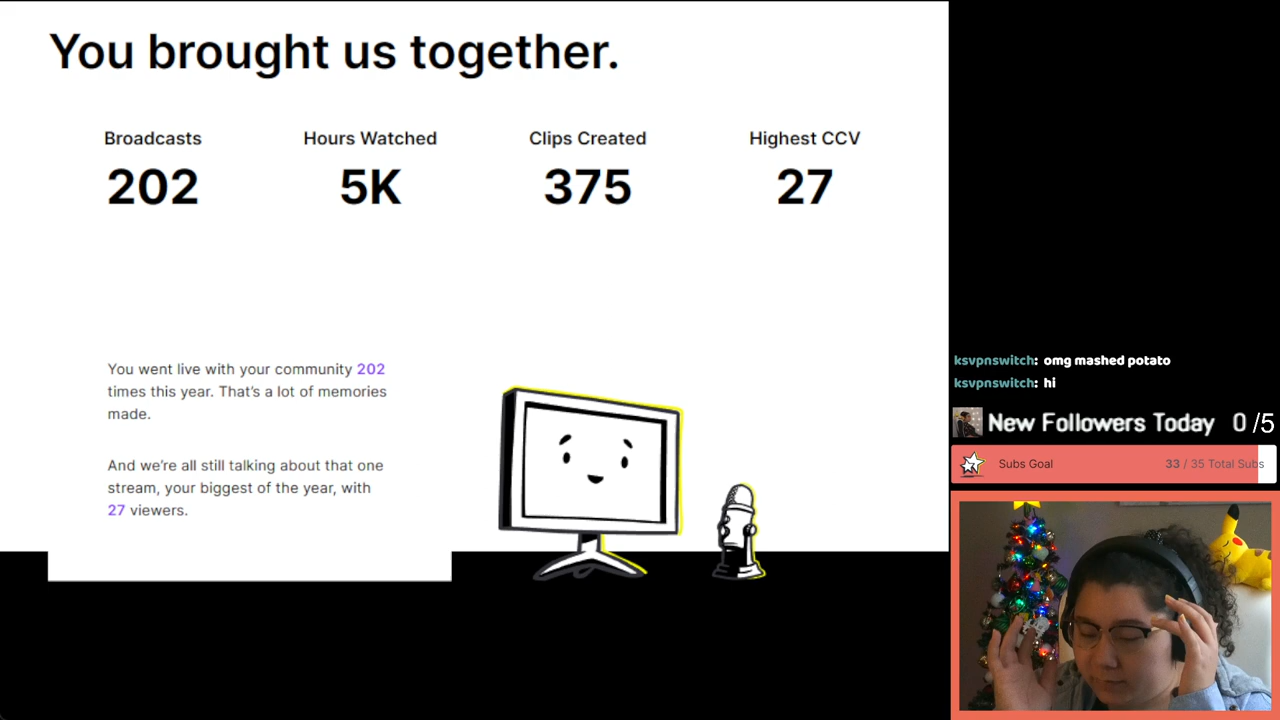 You brought us together.
Broadcasts Hours Watched Clips Created Highest CCV
202 5K 375 27
You went live with your community 202
times this year. That's a lot of memories
made.
And we're all still talking about that one
stream, your biggest of the year, with
27 viewers.
ksvpnswitch: omg mashed potato
ksvpnswitch: hi
New Followers Today 0 /5
Subs Goal 33 / 35 Total Subs